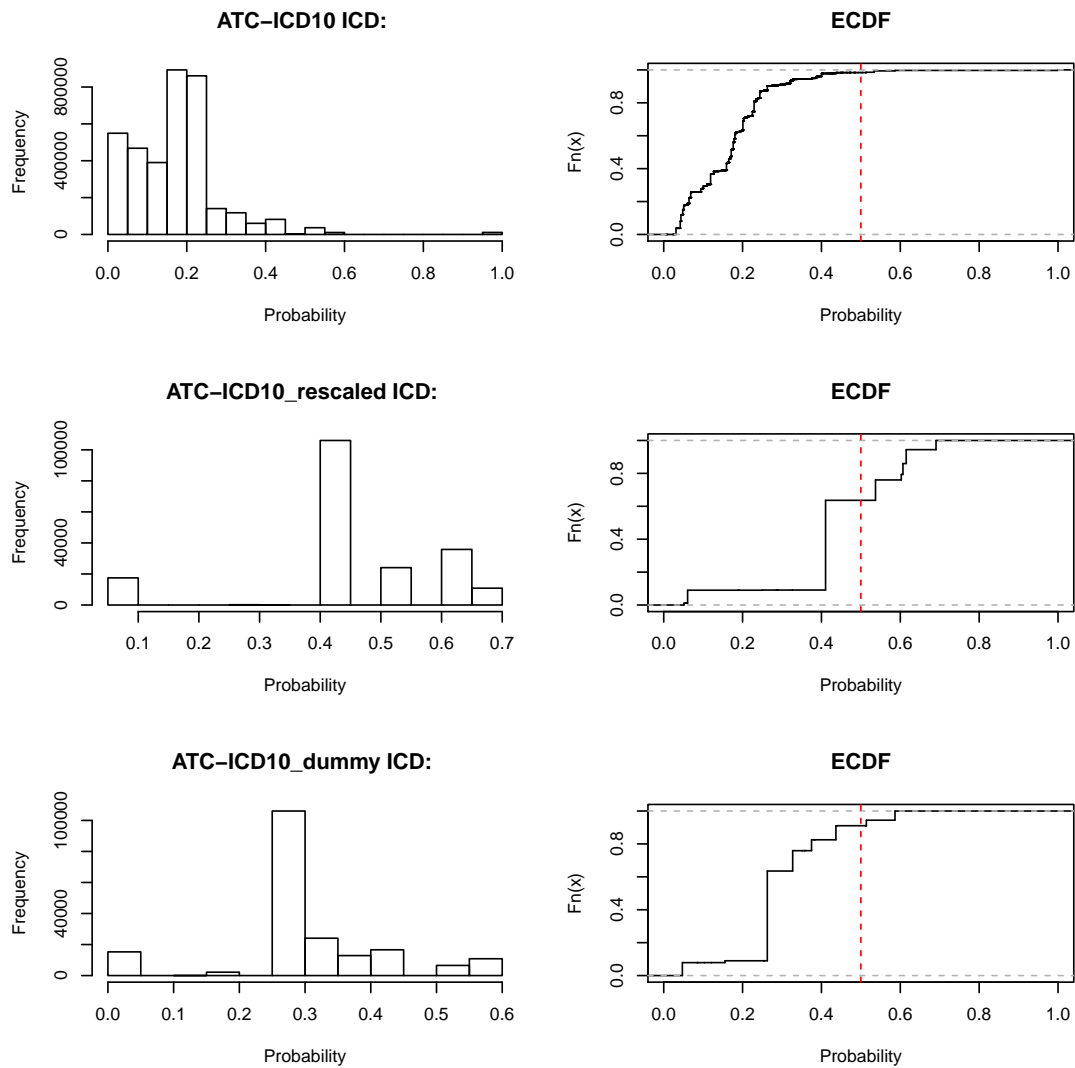 ATC−ICD10 ICD:
Frequency
0 400000 800000
0.0 0.2 0.4 0.6 0.8 1.0
Probability
ECDF
Fn(x)
0.0 0.4 0.8
0.0 0.2 0.4 0.6 0.8 1.0
Probability
ATC−ICD10_rescaled ICD:
Frequency
0 40000 100000
0.1 0.2 0.3 0.4 0.5 0.6 0.7
Probability
ECDF
Fn(x)
0.0 0.4 0.8
0.0 0.2 0.4 0.6 0.8 1.0
Probability
ATC−ICD10_dummy ICD:
Frequency
0 40000 100000
0.0 0.1 0.2 0.3 0.4 0.5 0.6
Probability
ECDF
Fn(x)
0.0 0.4 0.8
0.0 0.2 0.4 0.6 0.8 1.0
Probability